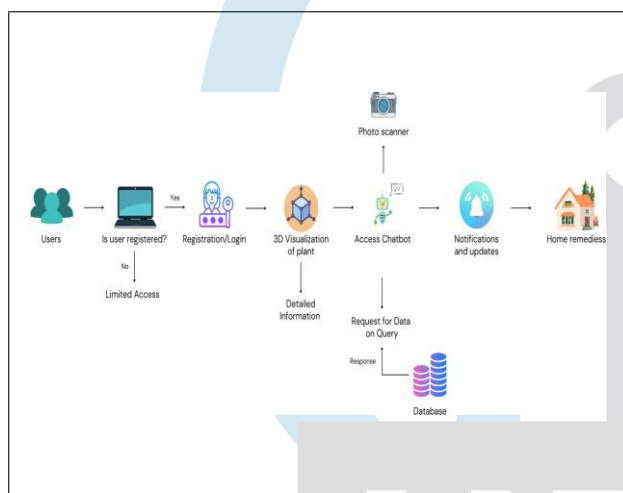 Photo scanner
Yes
Users
Is user registered?
Registration/Login
3D Visualization
of plant
Access Chatbot
Notifications
and updates
Home remediess
No
Limited Access
Detailed
Information
Request for Data
on Query
Response
Database